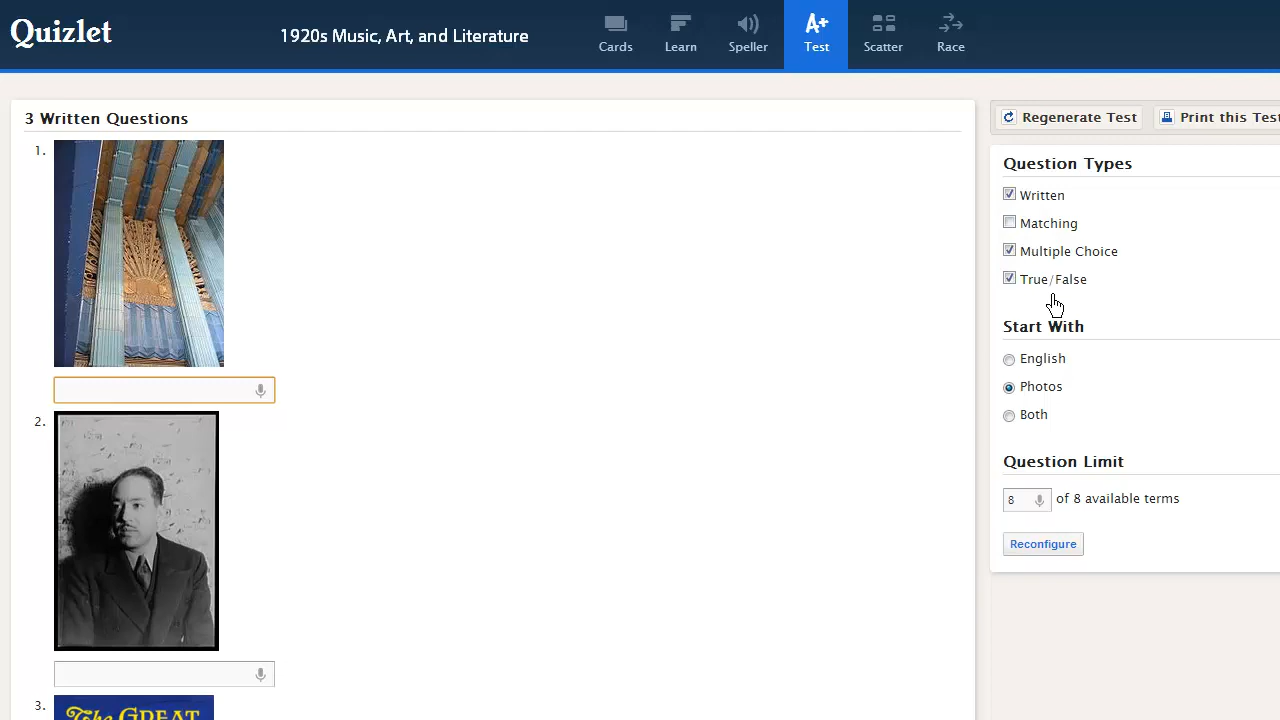 Quizlet
1920s Music, Art, and Literature
Cards
Learn
Speller
A+
Test
Scatter
Race
3 Written Questions
1.
2.
3.
The GREAT
Regenerate Test
Print this Test
Question Types
Written
Matching
Multiple Choice
True/False
Start With
English
Photos
Both
Question Limit
8 of 8 available terms
Reconfigure